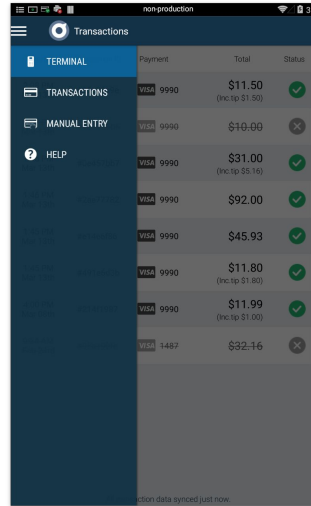 non-production
3
Transactions
Payment Total Status
TERMINAL
TRANSACTIONS
MANUAL ENTRY
HELP
VISA 9990 $11.50
(Inc.tip $1.50)
VISA 9990 $10.00
VISA 9990 $31.00
(Inc.tip $5.16)
VISA 9990 $92.00
VISA 9990 $45.93
VISA 9990 $11.80
(Inc.tip $1.80)
VISA 9990 $11.99
(Inc.tip $1.00)
VISA 1487 $32.16
action data synced just now.